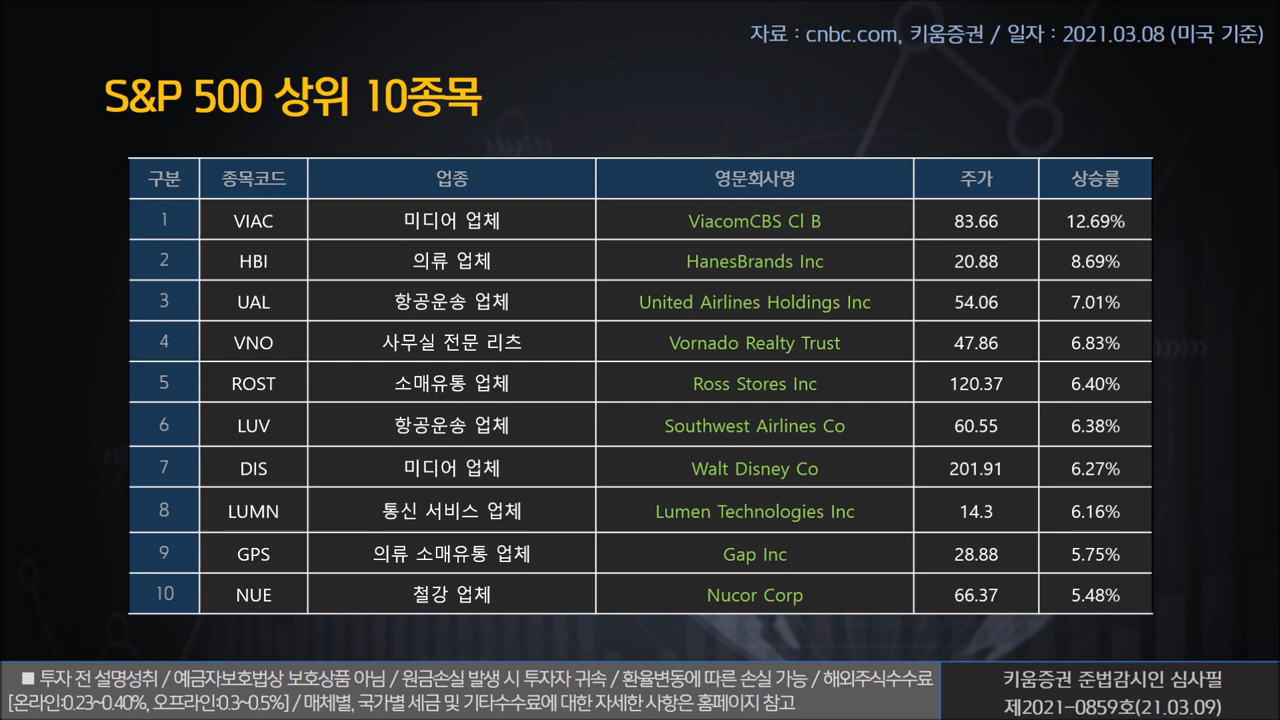 자료 : cnbc.com, 키움증권 / 일자 : 2021.03.08 (미국 기준)
S&P 500 상위 10종목
구분 종목코드 업종 영문회사명 주가 상승률
1 VIAC 미디어 업체 ViacomCBS Cl B 83.66 12.69%
2 HBI 의류 업체 HanesBrands Inc 20.88 8.69%
3 UAL 항공운송 업체 United Airlines Holdings Inc 54.06 7.01%
4 VNO 사무실 전문 리츠 Vornado Realty Trust 47.86 6.83%
5 ROST 소매유통 업체 Ross Stores Inc 120.37 6.40%
6 LUV 항공운송 업체 Southwest Airlines Co 60.55 6.38%
7 DIS 미디어 업체 Walt Disney Co 201.91 6.27%
8 LUMN 통신 서비스 업체 Lumen Technologies Inc 14.3 6.16%
9 GPS 의류 소매유통 업체 Gap Inc 28.88 5.75%
10 NUE 철강 업체 Nucor Corp 66.37 5.48%
■ 투자 전 설명성취 / 예금자보호법상 보호상품 아님 / 원금손실 발생 시 투자자 귀속 / 환율변동에 따른 손실 가능 / 해외주식수수료
[온라인:0.23~0.40%, 오프라인:0.3~0.5%] / 매체별, 국가별 세금 및 기타수수료에 대한 자세한 사항은 홈페이지 참고
키움증권 준법감시인 심사필
제2021-0859호(21.03.09)